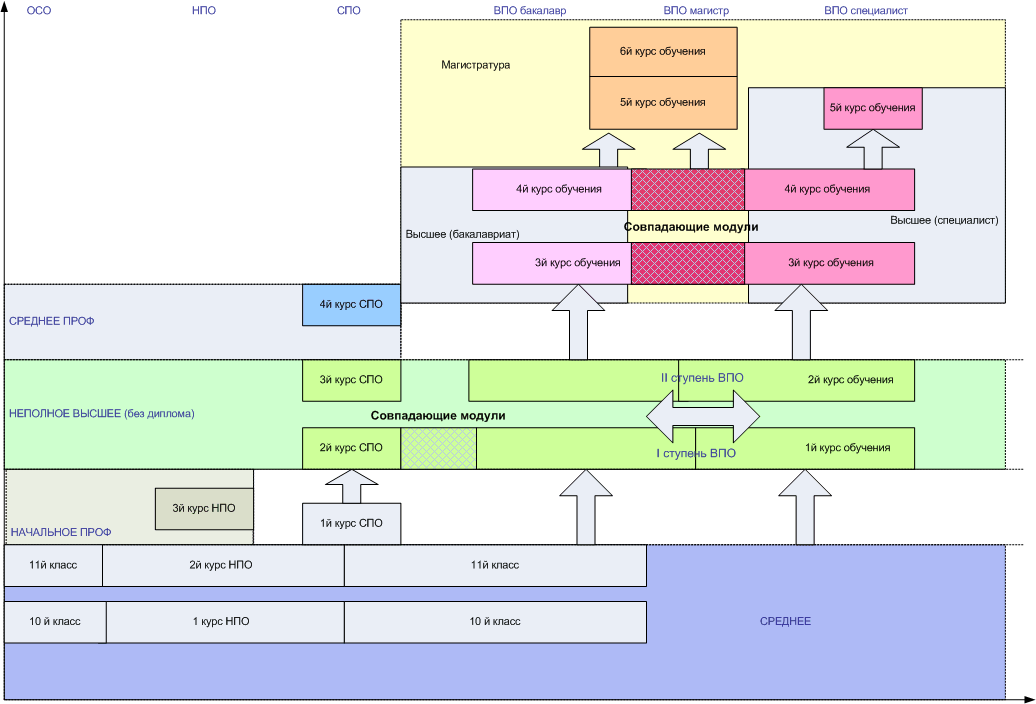 ОСО НПО СПО ВПО бакалавр ВПО магистр ВПО специалист
6й курс обучения
Магистратура
5й курс обучения
5й курс обучения
4й курс обучения
4й курс обучения
Высшее (специалист)
Совпадающие модули
Высшее (бакалавриат)
3й курс обучения
3й курс обучения
4й курс СПО
СРЕДНЕЕ ПРОФ
3й курс СПО
II ступень ВПО
2й курс обучения
НЕПОЛНОЕ ВЫСШЕЕ (без диплома)
Совпадающие модули
2й курс СПО
I ступень ВПО
1й курс обучения
3й курс НПО
1й курс СПО
НАЧАЛЬНОЕ ПРОФ
11й класс
2й курс НПО
11й класс
10 й класс
1 курс НПО
10 й класс
СРЕДНЕЕ